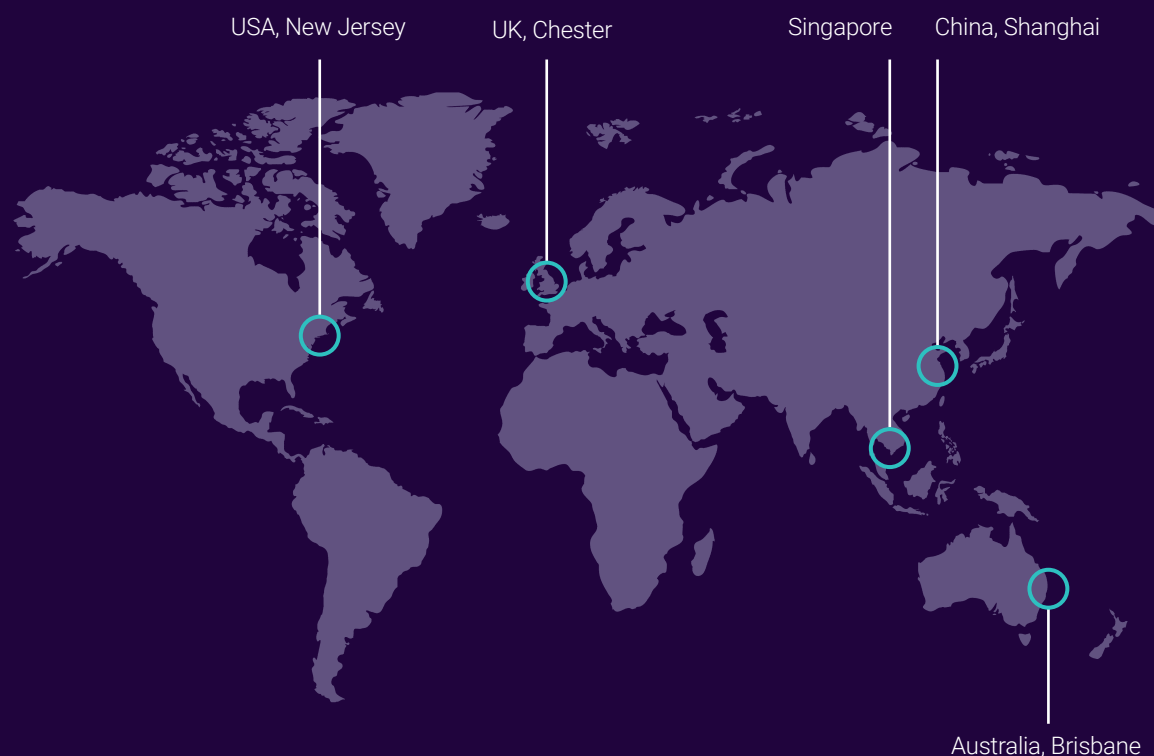 USA, New Jersey
UK, Chester
Singapore
China, Shanghai
Australia, Brisbane